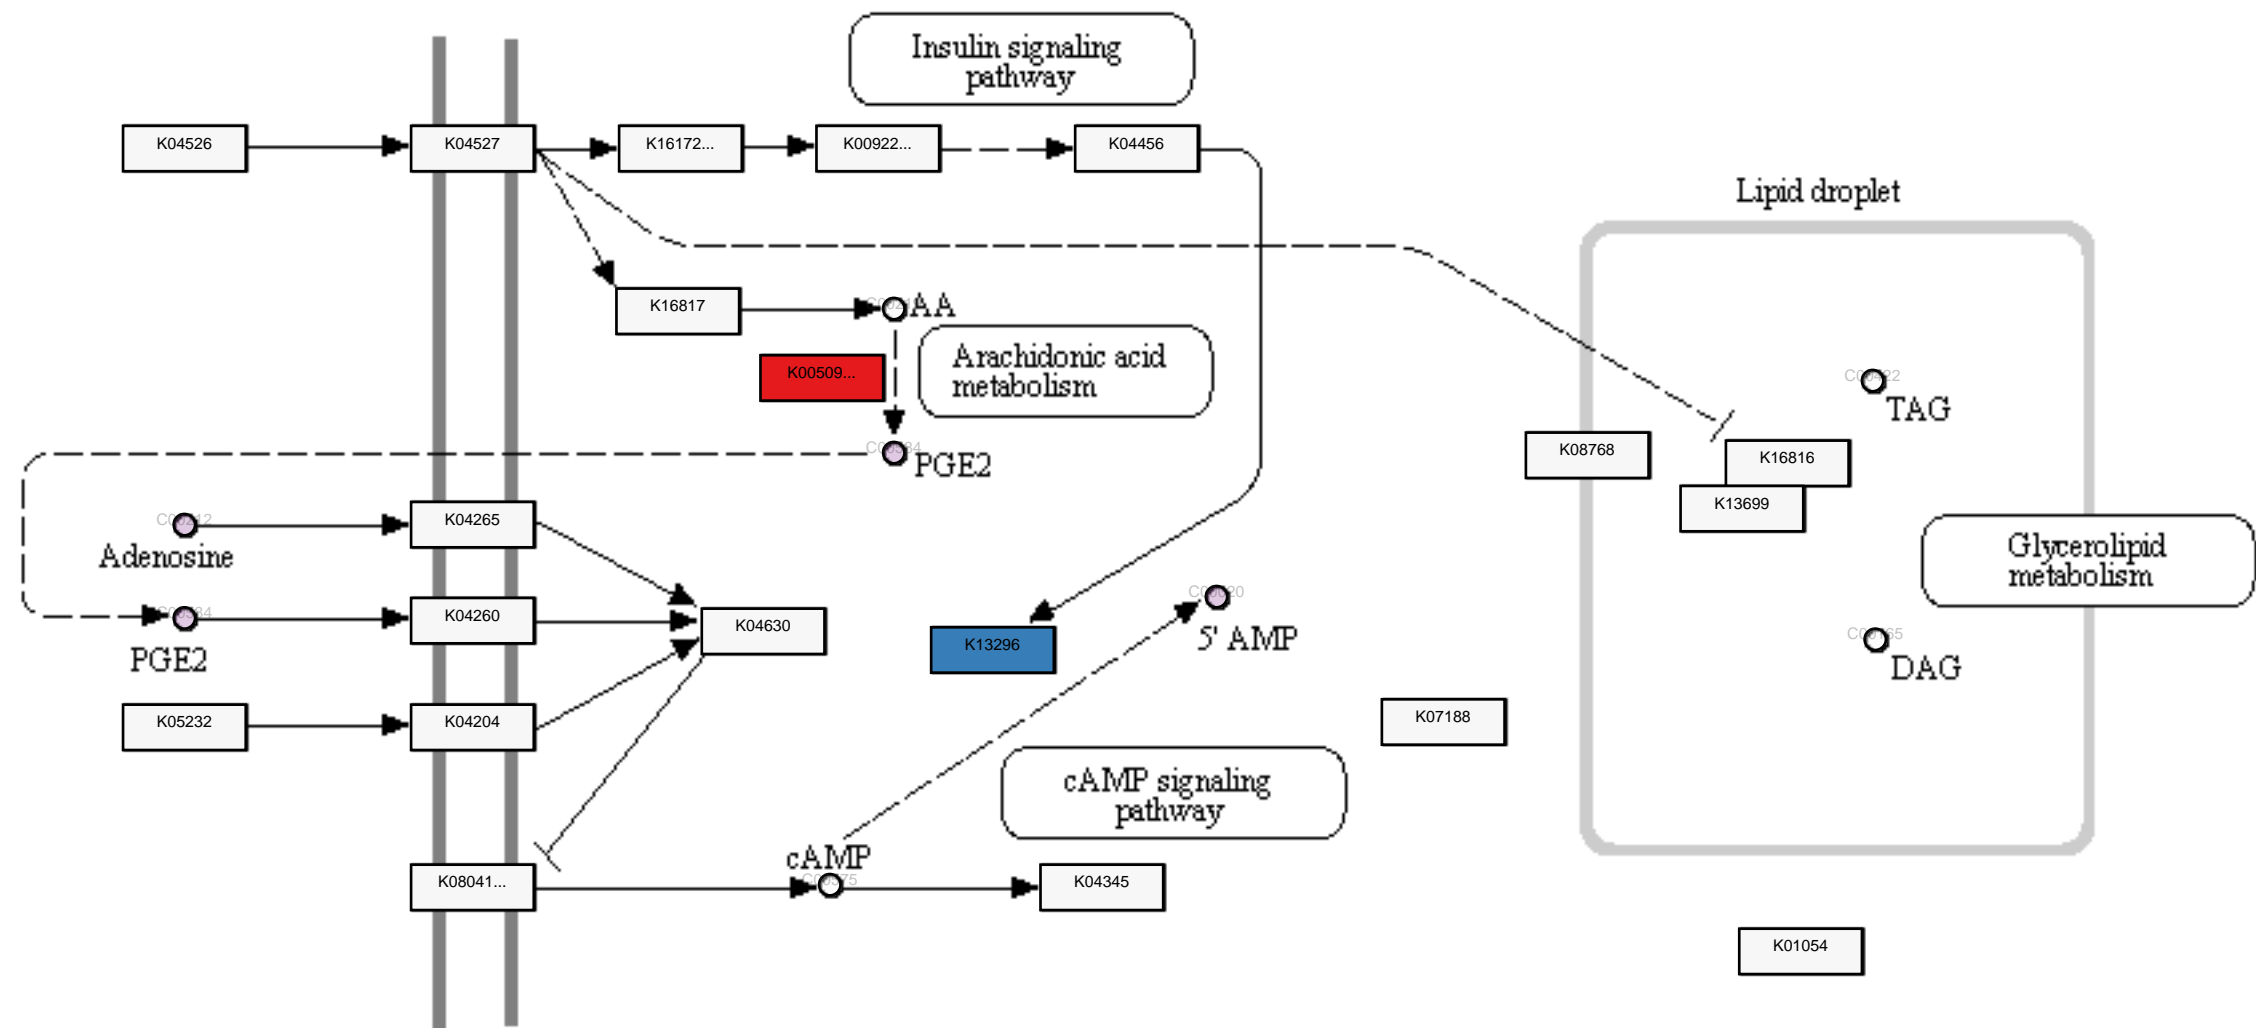 Insulin signaling
pathway
K04526
K04527
K16172...
K00922...
K04456
Lipid droplet
K16817
AA
Arachidonic acid
metabolism
K00509...
TAG
PGE2
K08768
K16816
K13699
K04265
Adenosine
Glycerolipid
metabolism
K04260
K04630
PGE2
K13296
5' AMP
DAG
K05232
K04204
K07188
cAMP signaling
pathway
cAMP
K08041...
K04345
K01054